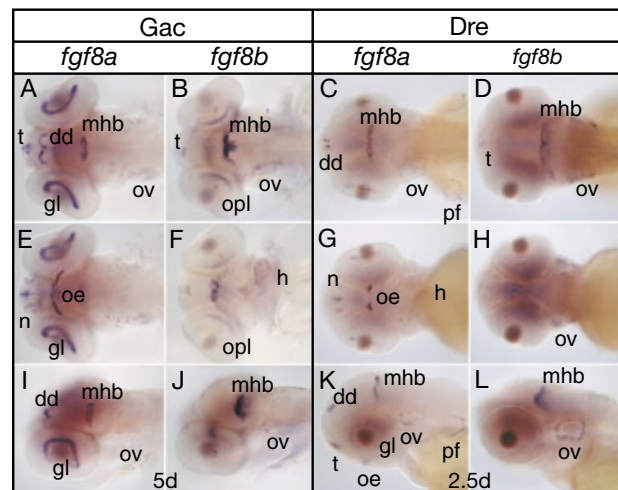 Gac Dre
fgf8a fgf8b fgf8a fgf8b
A B C D
t dd mhb t mhb mhb dd t
gl ov opl ov ov pf ov
E F G H
n oe h n oe h
gl opl ov
I J K L
dd mhb mhb mhb dd mhb
gl ov ov gl ov pf ov
t oe
5d 2.5d